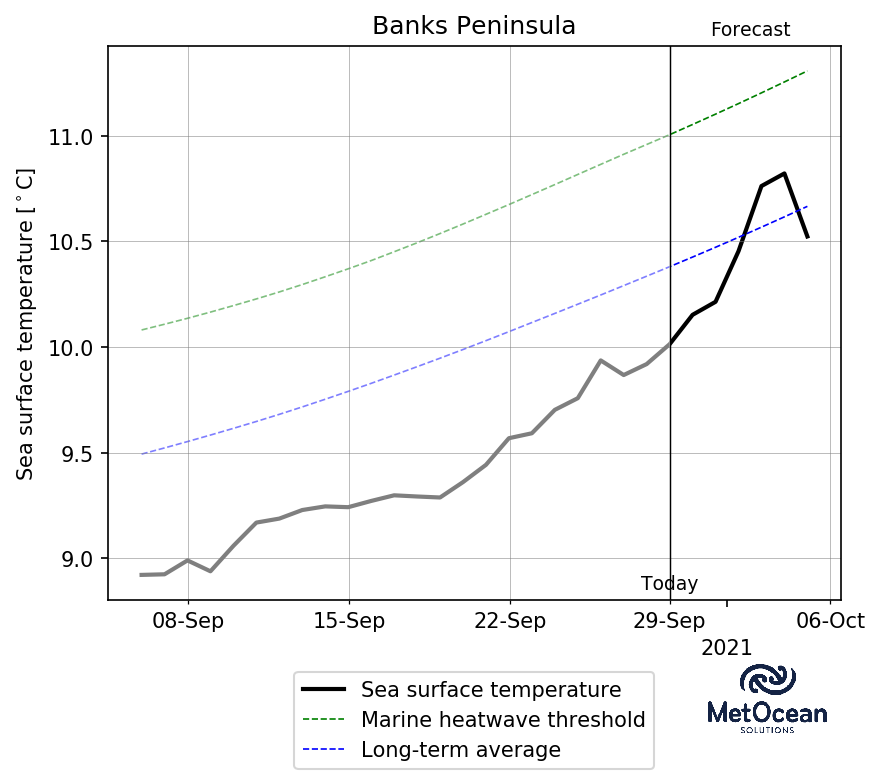 Banks Peninsula
Forecast
Sea surface temperature [°C]
11.0
10.5
10.0
9.5
9.0
Today
08-Sep 15-Sep 22-Sep 29-Sep 06-Oct
2021
Sea surface temperature
Marine heatwave threshold
Long-term average
MetOcean
SOLUTIONS